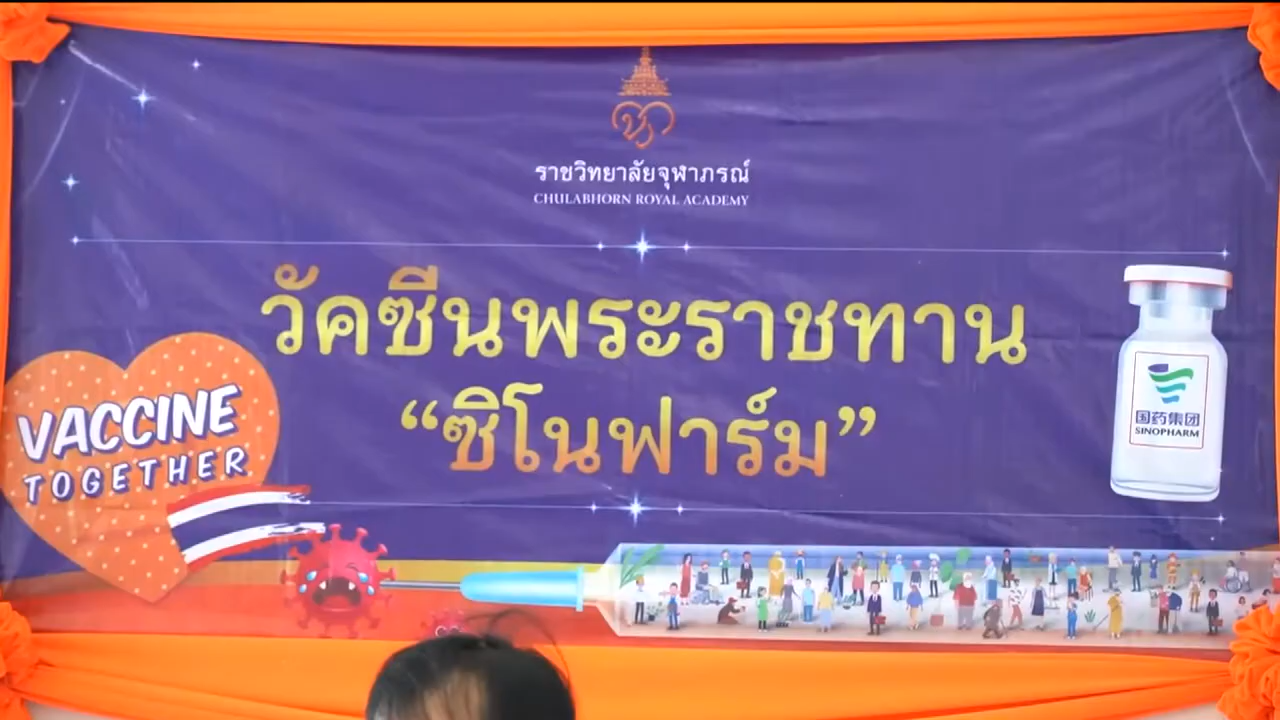 ราชวิทยาลัยจุฬาภรณ์
CHULABHORN ROYAL ACADEMY
วัคซีนพระราชทาน
“ซิโนฟาร์ม”
VACCINE
TOGETHER
国药集团
SINOPHARM